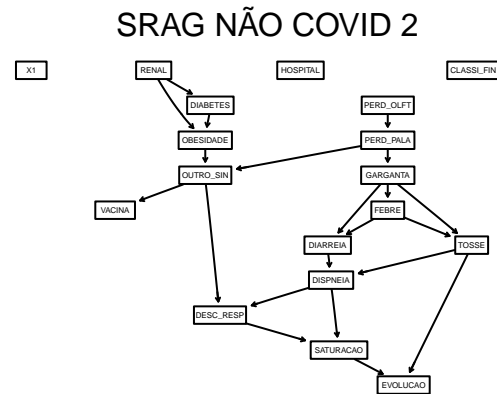 SRAG NÃO COVID 2
X1 RENAL HOSPITAL CLASSI_FIN
DIABETES PERD_OLFT
OBESIDADE PERD_PALA
OUTRO_SIN GARGANTA
VACINA FEBRE
DIARREIA TOSSE
DISPNEIA
DESC_RESP
SATURACAO
EVOLUCAO